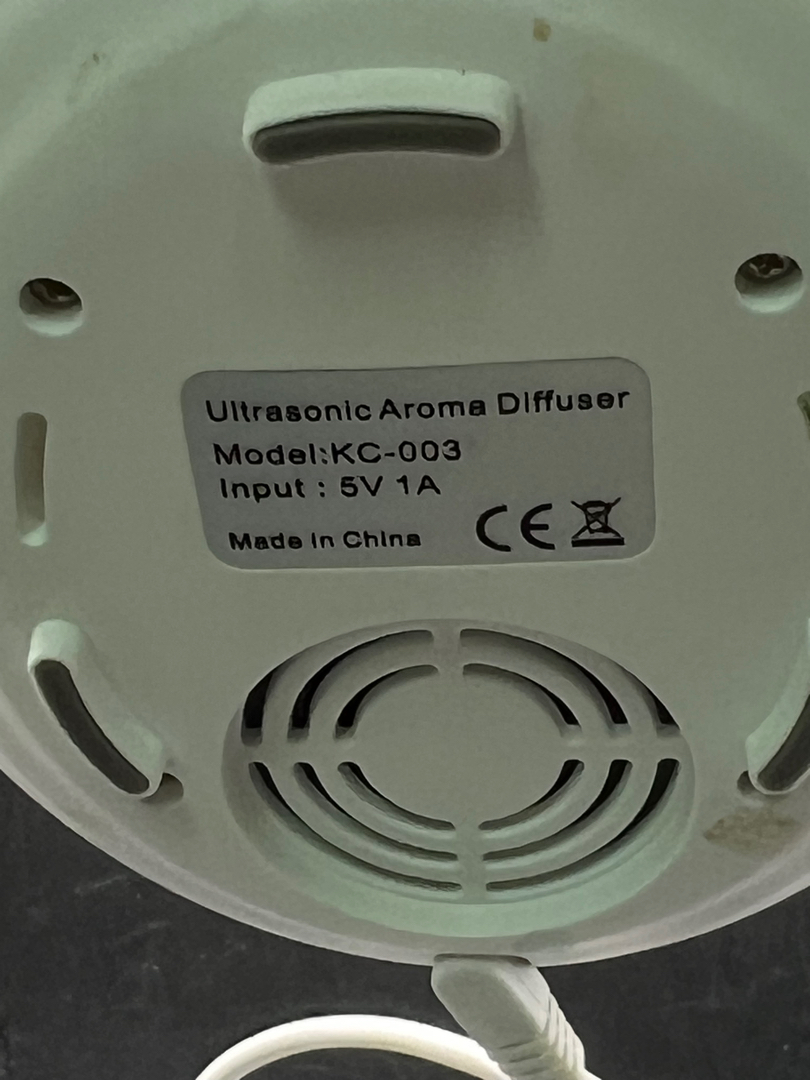 Ultrasonic Aroma Diffuser
Model:KC-003
Input : 5V 1A
Made in China
CE